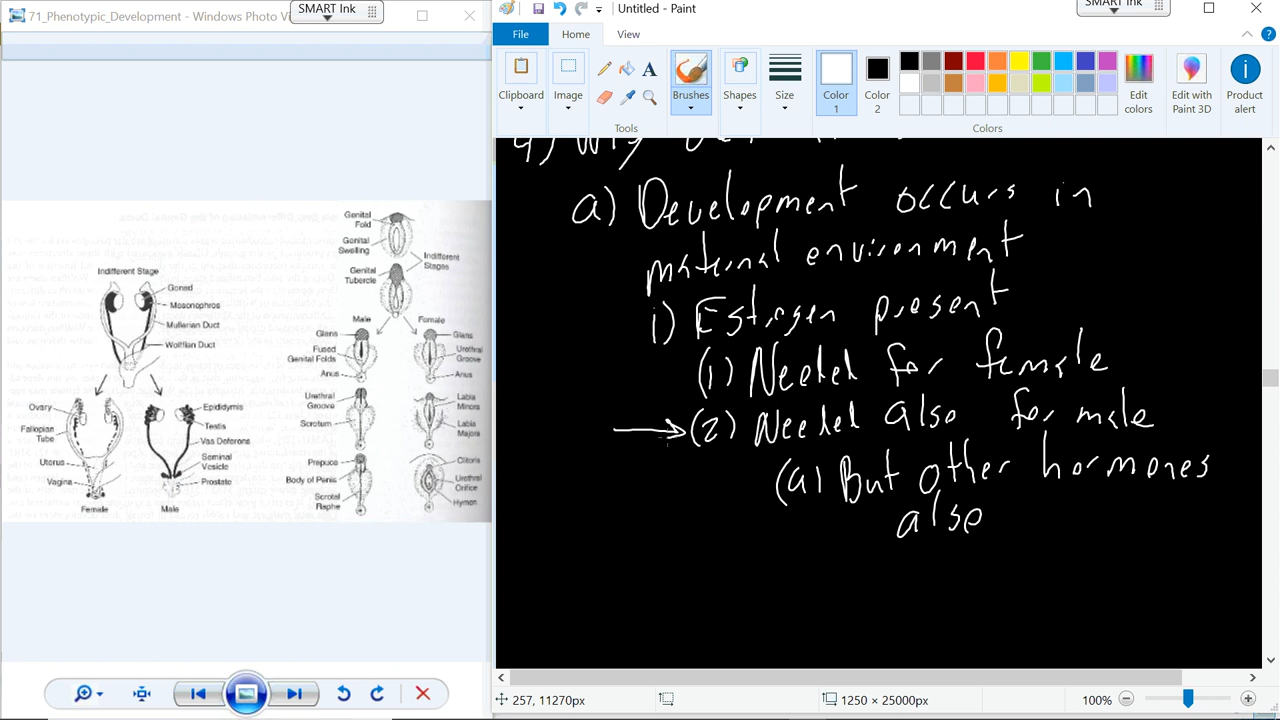 71_Phenotypic_Development - Windows Photo Vi
SMART Ink
Untitled - Paint
SMART Ink
File
Home
View
Clipboard
Image
Tools
Brushes
Shapes
Size
Color 1
Color 2
Edit colors
Colors
Edit with Paint 3D
Product alert
Genital Fold
Genital Swelling
Indifferent Stages
Genital Tubercle
Indifferent Stage
Gonad
Mesonephros
Mullerian Duct
Wolffian Duct
Male
Female
Glans
Glans
Fused Genital Folds
Urethral Groove
Anus
Anus
Urethral Groove
Labia Minora
Scrotum
Labia Majora
Prepuce
Clitoris
Body of Penis
Urethral Orifice
Scrotal Raphe
Hymen
Ovary
Epididymis
Fallopian Tube
Testis
Vas Deferens
Uterus
Seminal Vesicle
Vagina
Prostate
Female
Male
a) Development occurs in
maternal environment
i) Estrogen present
(1) Needed for female
(2) Needed also for male
(a) But other hormones
also
257, 11270px
1250 × 25000px
100%